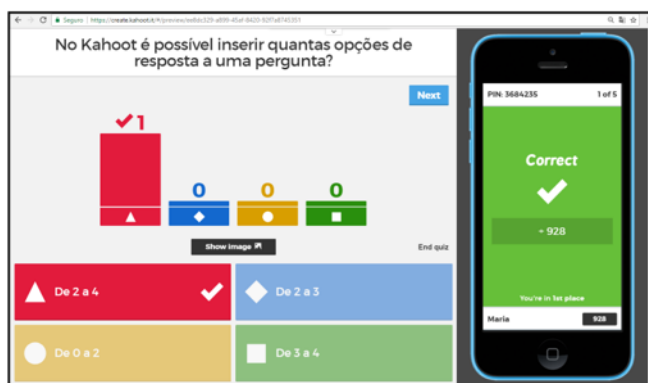 Seguro | https://create.kahoot.it/#/preview/
No Kahoot é possível inserir quantas opções de
resposta a uma pergunta?
Next
1
0
0
0
Show image
End quiz
De 2 a 4
De 2 a 3
De 0 a 2
De 3 a 4
PIN: 3684235 1 of 5
Correct
+ 928
You're in 1st place
Maria 928